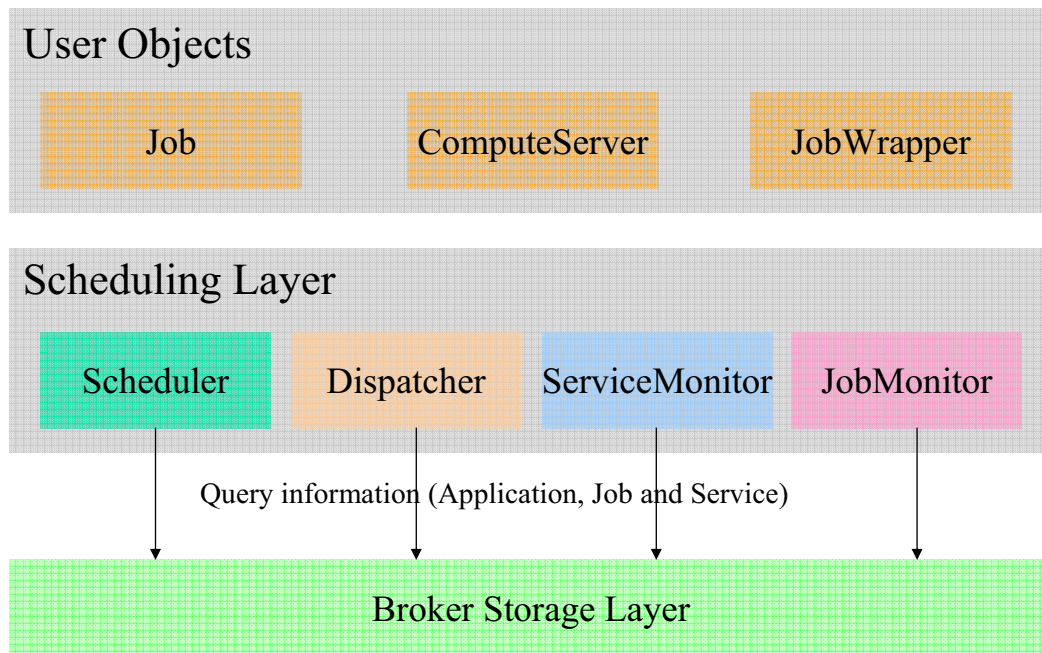 User Objects
Job
ComputeServer
JobWrapper
Scheduling Layer
Scheduler
Dispatcher
ServiceMonitor
JobMonitor
Query information (Application, Job and Service)
Broker Storage Layer